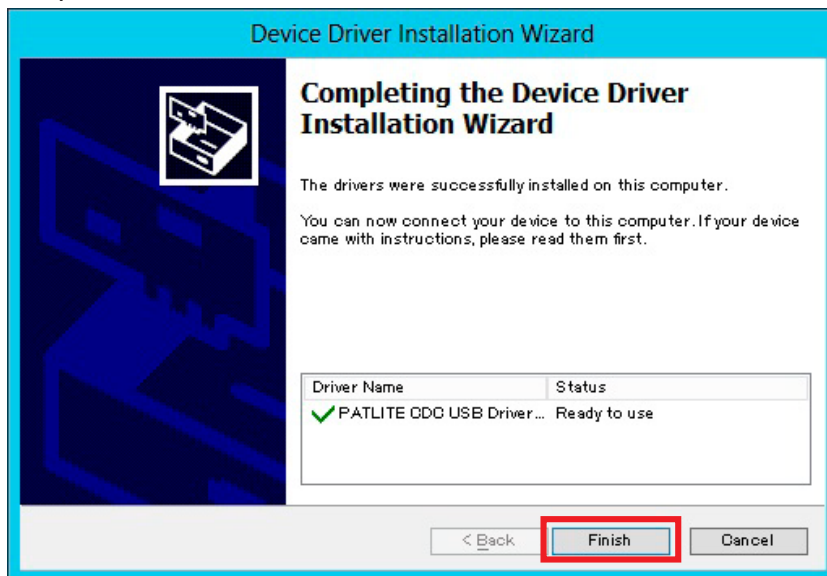 Device Driver Installation Wizard
Completing the Device Driver
Installation Wizard
The drivers were successfully installed on this computer.
You can now connect your device to this computer. If your device
came with instructions, please read them first.
Driver Name Status
PATLITE CDC USB Driver... Ready to use
< Back Finish Cancel